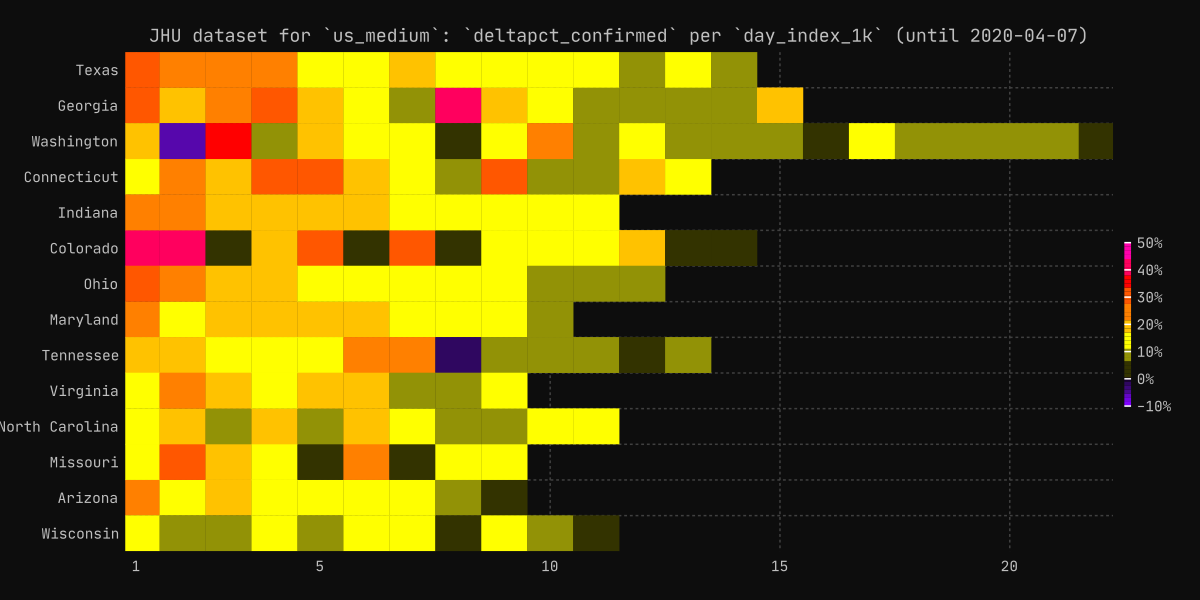 JHU dataset for `us_medium`: `deltapct_confirmed` per `day_index_1k` (until 2020-04-07)
Texas
Georgia
Washington
Connecticut
Indiana
Colorado
Ohio
Maryland
Tennessee
Virginia
North Carolina
Missouri
Arizona
Wisconsin
1 5 10 15 20
50%
40%
30%
20%
10%
0%
-10%